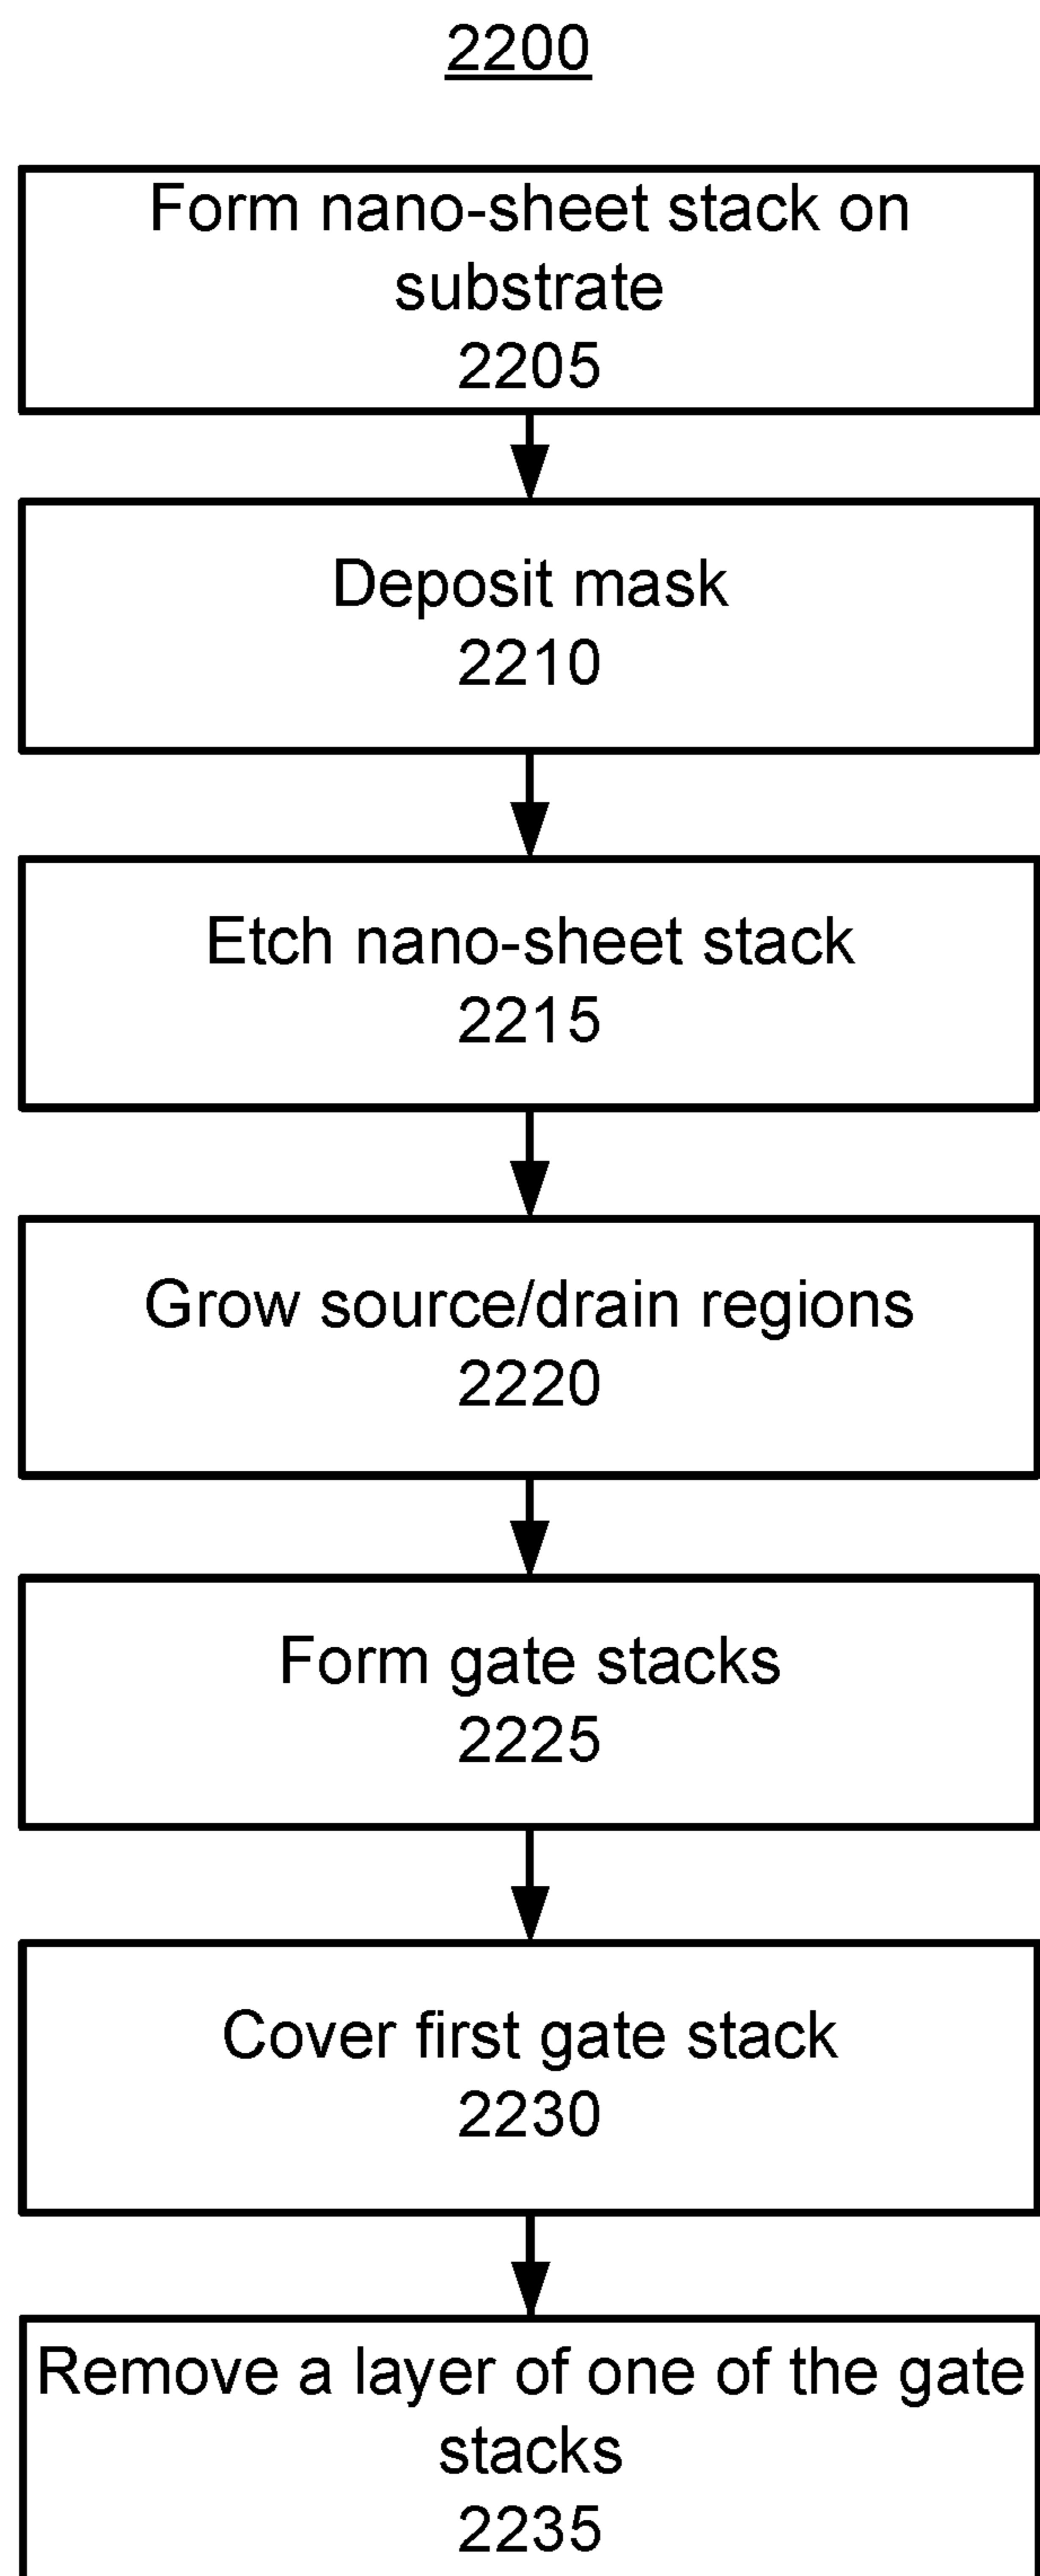 2200
Form nano-sheet stack on
substrate
2205
Deposit mask
2210
Etch nano-sheet stack
2215
Grow source/drain regions
2220
Form gate stacks
2225
Cover first gate stack
2230
Remove a layer of one of the gate
stacks
2235